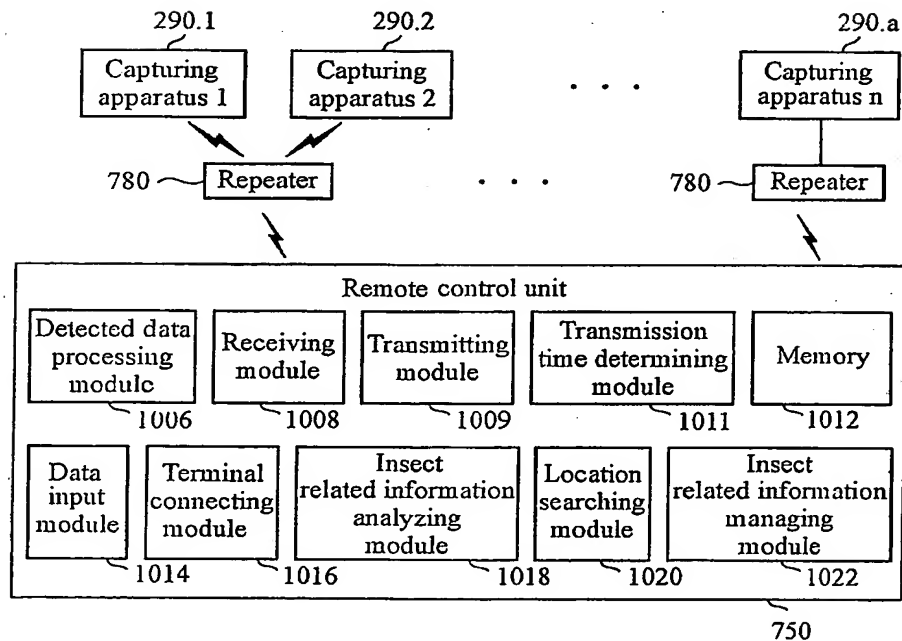 290.1
290.2
290.a
Capturing
apparatus 1
Capturing
apparatus 2
. . .
Capturing
apparatus n
780
Repeater
. . .
780
Repeater
Remote control unit
Detected data
processing
module
Receiving
module
Transmitting
module
Transmission
time determining
module
Memory
1006
1008
1009
1011
1012
Data
input
module
Terminal
connecting
module
Insect
related information
analyzing
module
Location
searching
module
Insect
related information
managing
module
1014
1016
1018
1020
1022
750